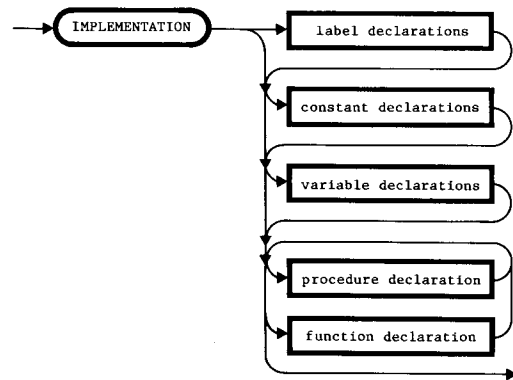 IMPLEMENTATION
label declarations
constant declarations
variable declarations
procedure declaration
function declaration